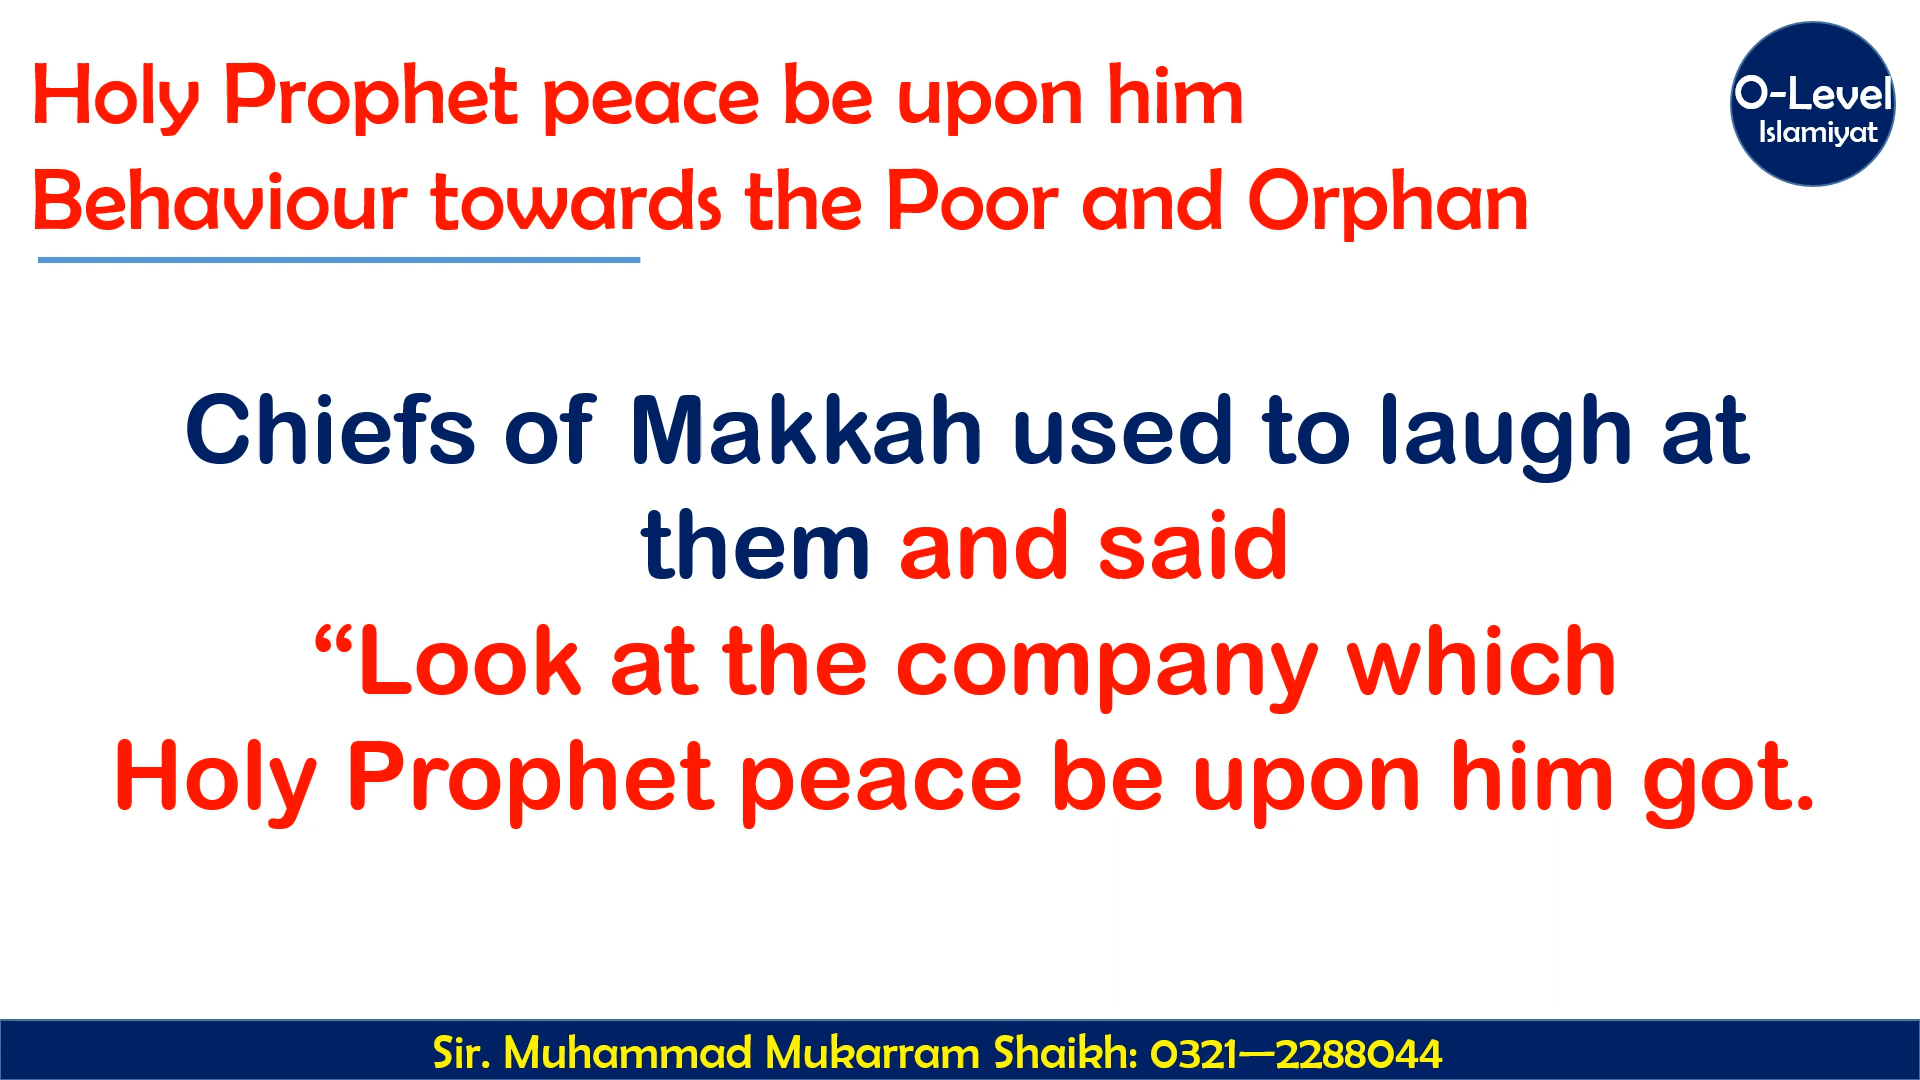 Holy Prophet peace be upon him
Behaviour towards the Poor and Orphan
O-Level
Islamiyat
Chiefs of Makkah used to laugh at
them and said
“Look at the company which
Holy Prophet peace be upon him got.
Sir. Muhammad Mukarram Shaikh: 0321—2288044